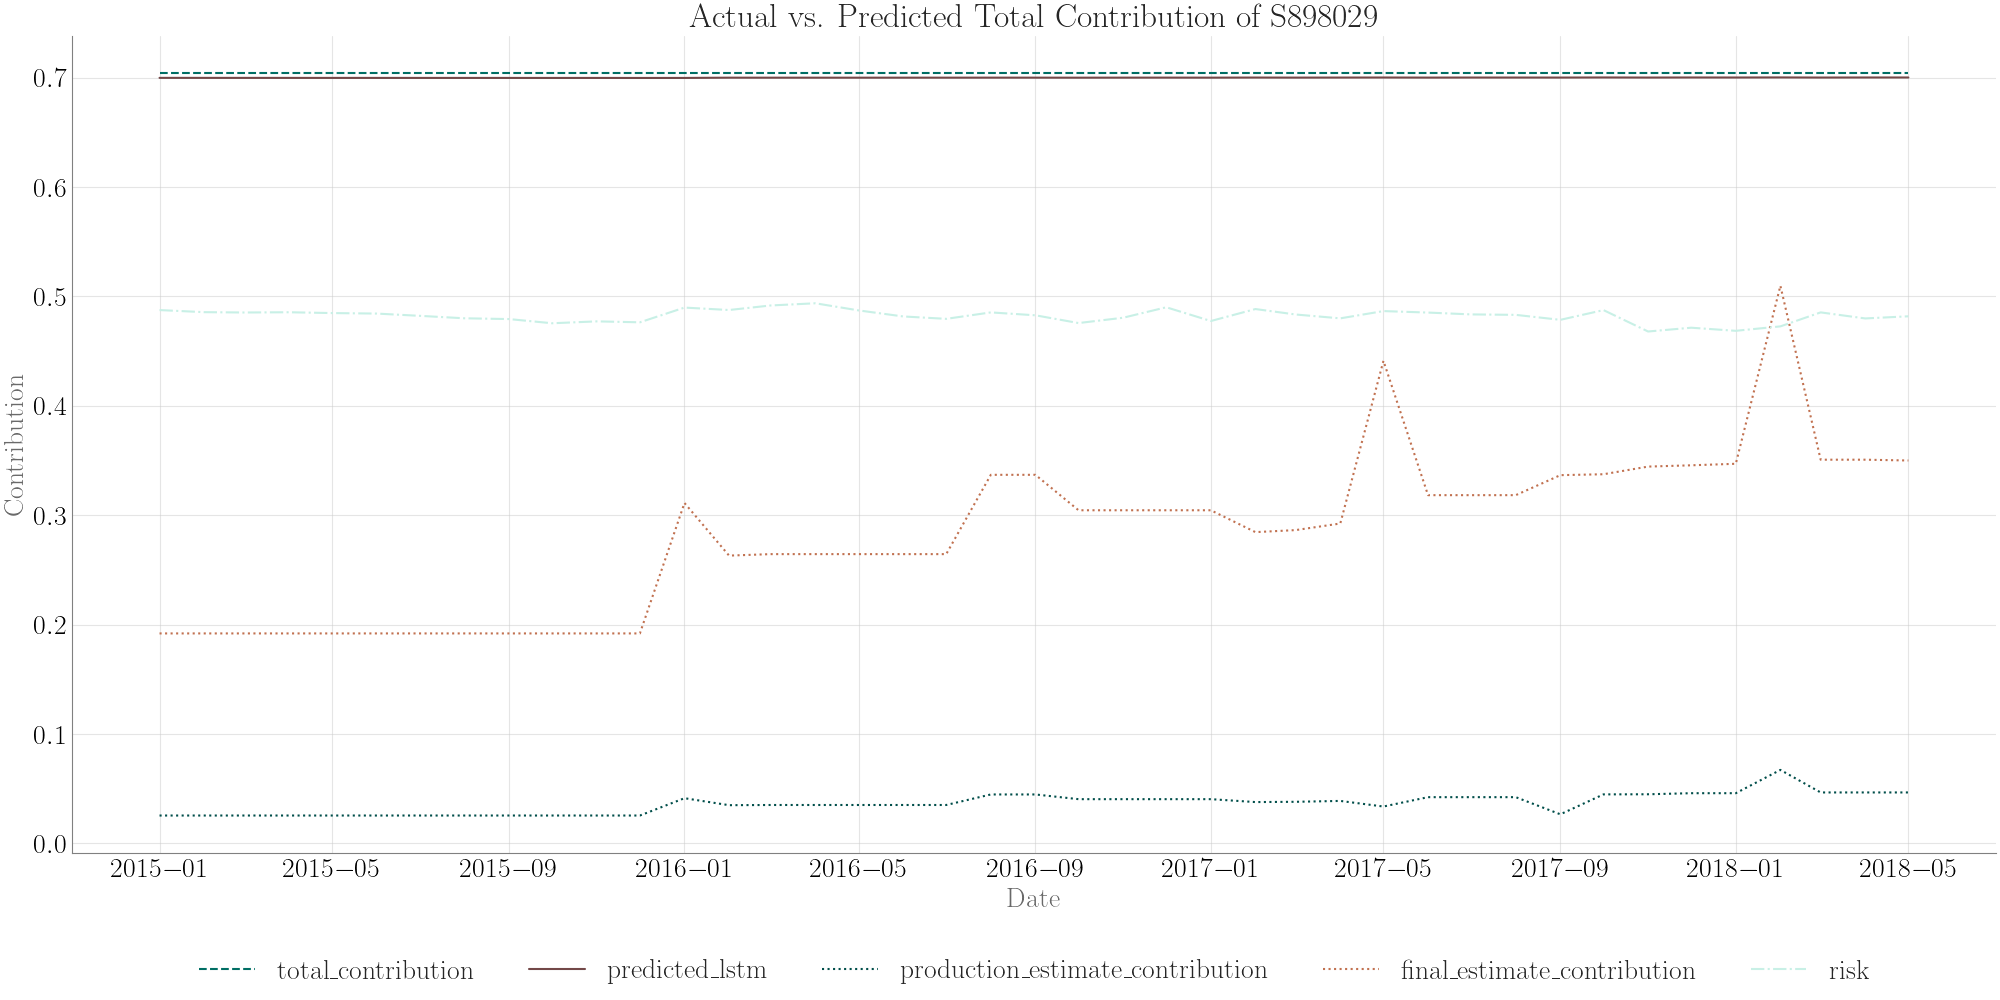 Actual vs. Predicted Total Contribution of S898029
Contribution
0.7
0.6
0.5
0.4
0.3
0.2
0.1
0.0
2015−01 2015−05 2015−09 2016−01 2016−05 2016−09 2017−01 2017−05 2017−09 2018−01 2018−05
Date
total_contribution predicted_lstm production_estimate_contribution final_estimate_contribution risk